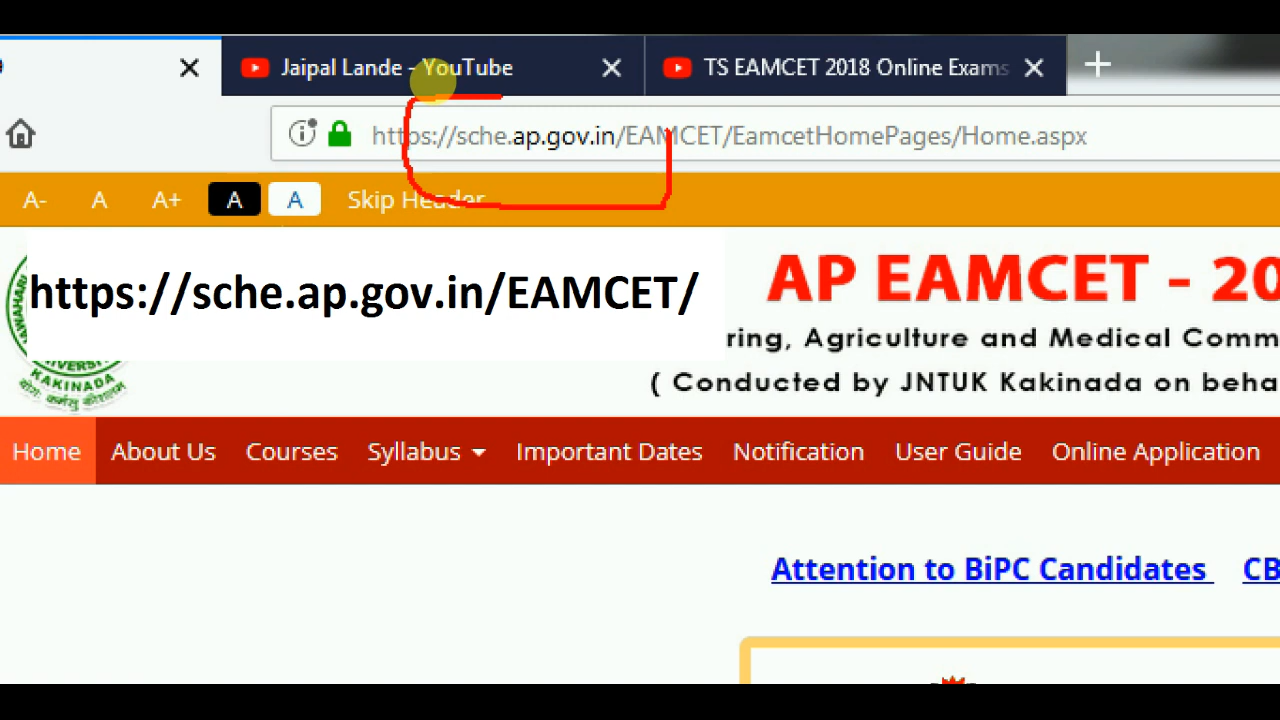 Jaipal Lande - YouTube
TS EAMCET 2018 Online Exams
https://sche.ap.gov.in/EAMCET/EamcetHomePages/Home.aspx
A- A A+ A A Skip Header
https://sche.ap.gov.in/EAMCET/
AP EAMCET - 20
ring, Agriculture and Medical Comm
( Conducted by JNTUK Kakinada on beha
KAKINADA
Home About Us Courses Syllabus Important Dates Notification User Guide Online Application
Attention to BiPC Candidates CB